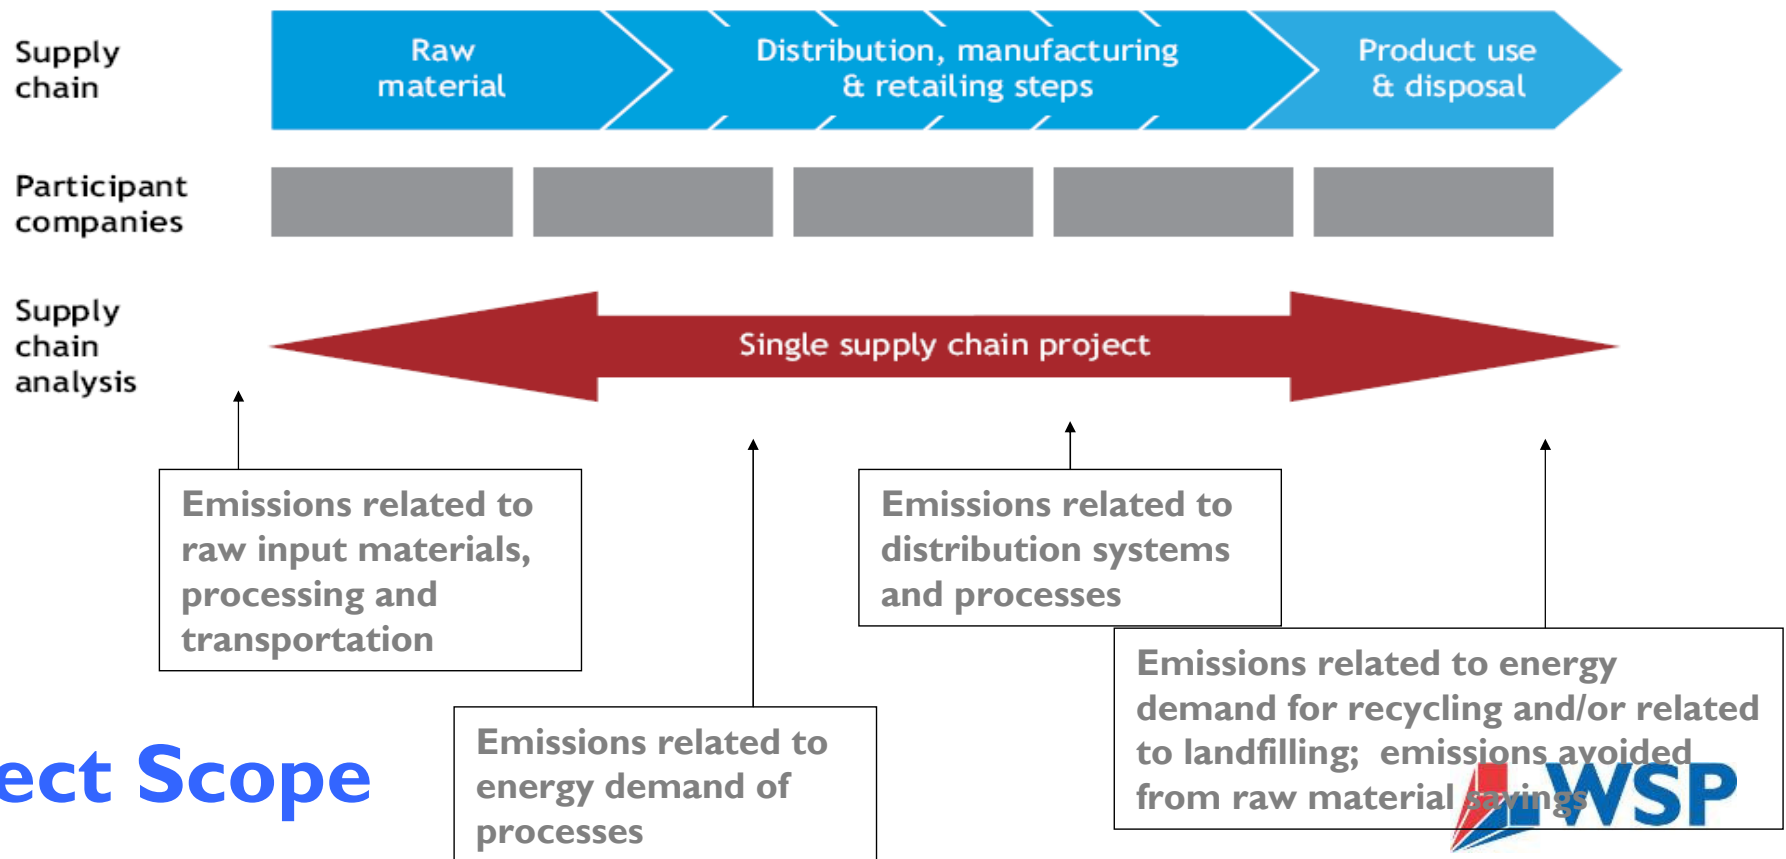 Supply
chain
Raw
material
Distribution, manufacturing
& retailing steps
Product use
& disposal
Participant
companies
Supply
chain
analysis
Single supply chain project
Emissions related to
raw input materials,
processing and
transportation
Emissions related to
energy demand of
processes
Emissions related to
distribution systems
and processes
Emissions related to energy
demand for recycling and/or related
to landfilling; emissions avoided
from raw material savings
ect Scope
WSP